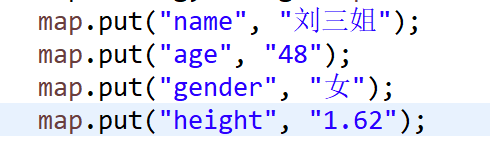 map.put("name", "刘三姐");
map.put("age", "48");
map.put("gender", "女");
map.put("height", "1.62");